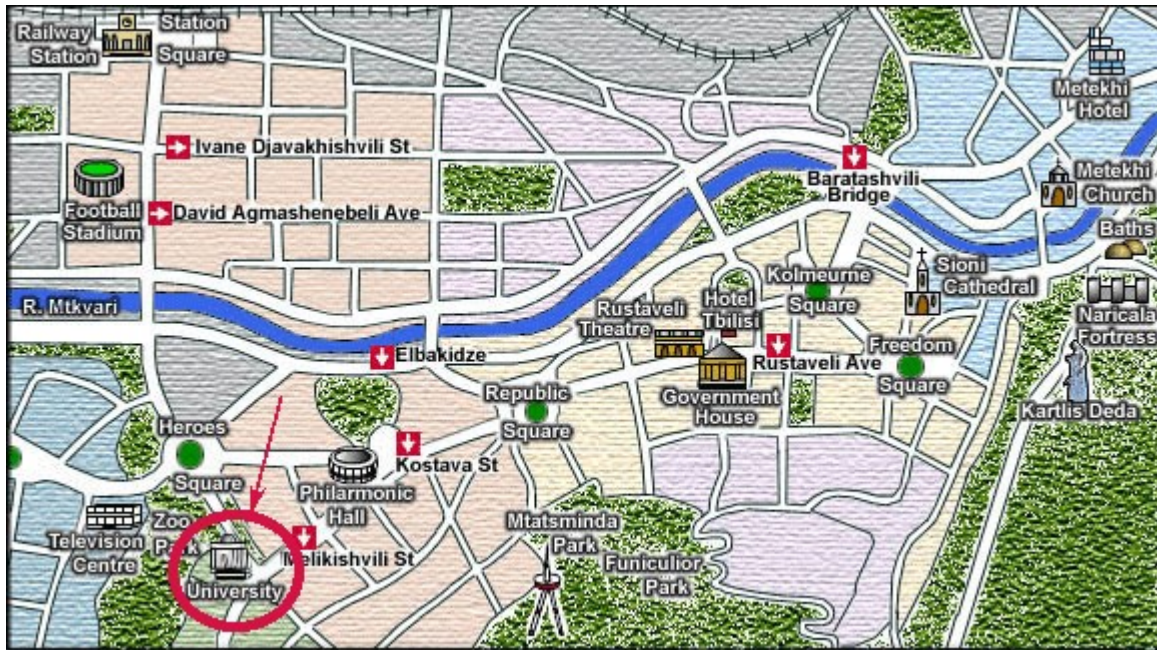 Railway
Station
Station
Square
Metekhi
Hotel
Ivane Djavakhishvili St
Baratashvili
Bridge
Metekhi
Church
Football
Stadium
David Agmashenebeli Ave
Baths
Sioni
Cathedral
Kolmeurne
Square
Hotel
Tbilisi
Rustaveli
Theatre
R. Mtkvari
Naricala
Fortress
Elbakidze
Rustaveli Ave
Freedom
Square
Government
House
Republic
Square
Kartlis Deda
Heroes
Square
Kostava St
Philarmonic
Hall
Television
Centre
Zoo
Park
Melikishvili St
Mtatsminda
Park
Funiculior
Park
University